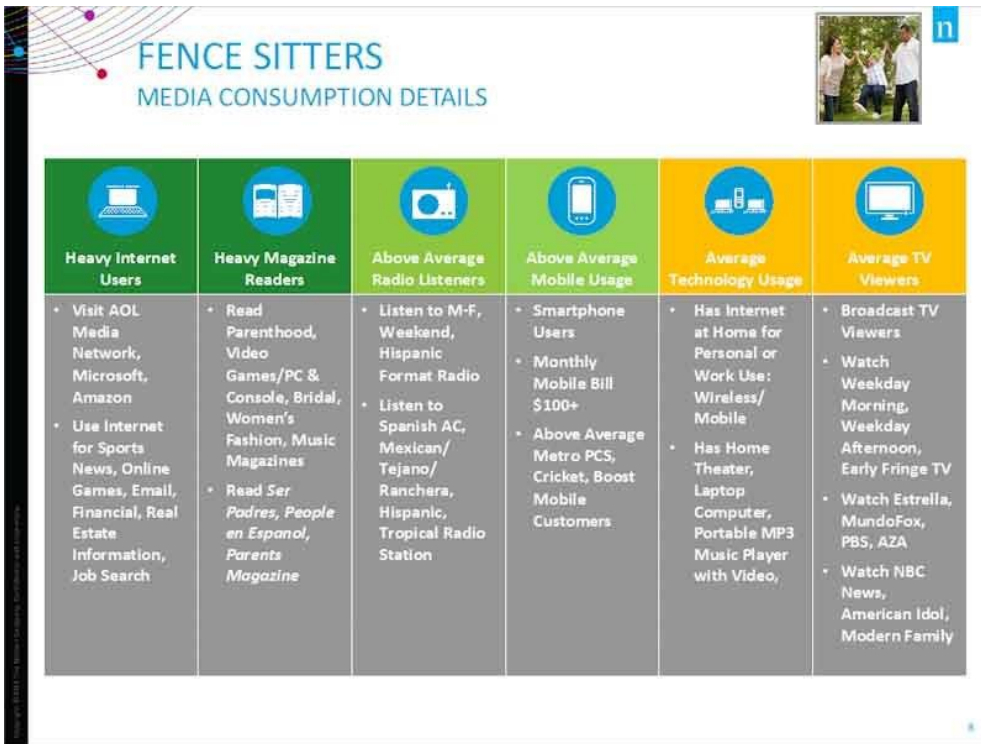 n
FENCE SITTERS
MEDIA CONSUMPTION DETAILS
Heavy Internet
Users
• Visit AOL
Media
Network,
Microsoft,
Amazon
• Use Internet
for Sports
News, Online
Games, Email,
Financial, Real
Estate
Information,
Job Search
Heavy Magazine
Readers
• Read
Parenthood,
Video
Games/PC &
Console, Bridal,
Women's
Fashion, Music
Magazines
• Read Ser
Padres, People
en Espanol,
Parents
Magazine
Above Average
Radio Listeners
• Listen to M-F,
Weekend,
Hispanic
Format Radio
• Listen to
Spanish AC,
Mexican/
Tejano/
Ranchera,
Hispanic,
Tropical Radio
Station
Above Average
Mobile Usage
• Smartphone
Users
• Monthly
Mobile Bill
$100+
• Above Average
Metro PCS,
Cricket, Boost
Mobile
Customers
Average
Technology Usage
• Has Internet
at Home for
Personal or
Work Use:
Wireless/
Mobile
• Has Home
Theater,
Laptop
Computer,
Portable MP3
Music Player
with Video,
Average TV
Viewers
• Broadcast TV
Viewers
• Watch
Weekday
Morning,
Weekday
Afternoon,
Early Fringe TV
• Watch Estrella,
MundoFox,
PBS, AZA
• Watch NBC
News,
American Idol,
Modern Family